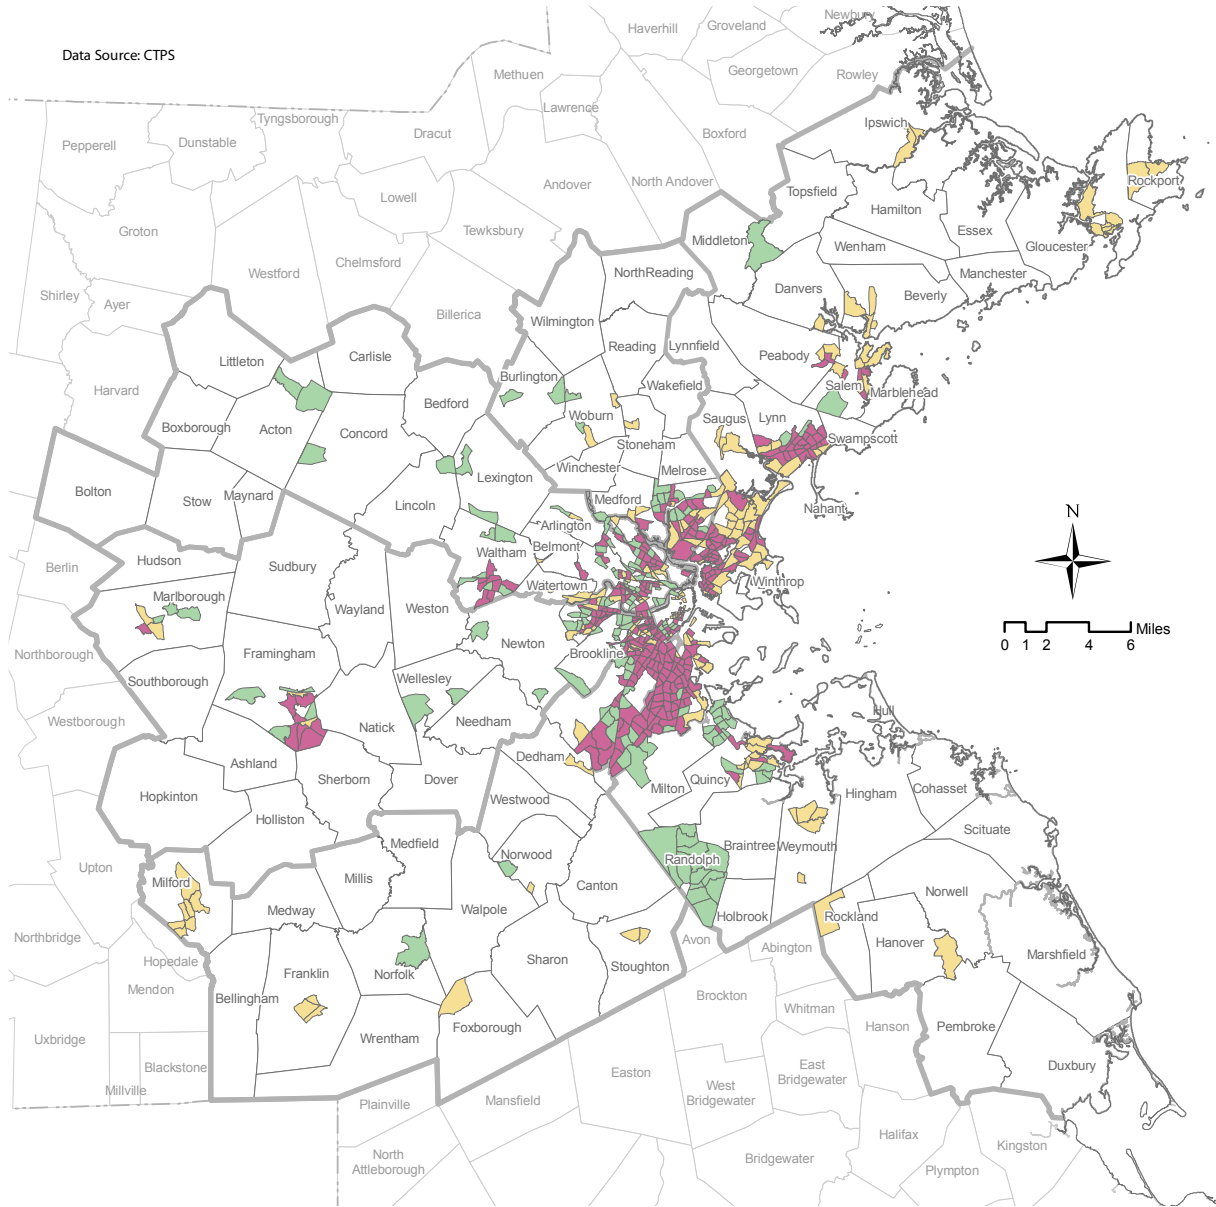 Data Source: CTPS
Newbury
Haverhill
Groveland
Georgetown
Rowley
Methuen
Lawrence
Tyngsborough
Dracut
Boxford
Ipswich
Pepperell
Dunstable
Andover
North Andover
Topsfield
Rockport
Lowell
Hamilton
Groton
Tewksbury
Essex
Middleton
Wenham
Gloucester
Westford
Chelmsford
NorthReading
Manchester
Shirley
Ayer
Danvers
Beverly
Billerica
Wilmington
Reading
Lynnfield
Peabody
Littleton
Carlisle
Burlington
Wakefield
Salem
Marblehead
Harvard
Bedford
Woburn
Saugus
Lynn
Boxborough
Acton
Concord
Stoneham
Swampscott
Winchester
Melrose
Lexington
Bolton
Stow
Maynard
Lincoln
Medford
Nahant
N
Arlington
Belmont
Waltham
Hudson
Berlin
Sudbury
Watertown
Winthrop
Marlborough
Wayland
Weston
Miles
0 1 2 4 6
Newton
Northborough
Framingham
Brookline
Southborough
Wellesley
Hull
Westborough
Natick
Needham
Ashland
Dedham
Sherborn
Dover
Milton
Quincy
Hopkinton
Westwood
Hingham
Cohasset
Holliston
Scituate
Medfield
Braintree
Weymouth
Norwood
Randolph
Upton
Milford
Millis
Canton
Norwell
Medway
Walpole
Holbrook
Rockland
Northbridge
Avon
Abington
Hanover
Hopedale
Sharon
Marshfield
Franklin
Norfolk
Stoughton
Mendon
Bellingham
Brockton
Whitman
Foxborough
Hanson
Pembroke
Uxbridge
Wrentham
Blackstone
Easton
East
Bridgewater
Duxbury
Millville
West
Bridgewater
Plainville
Mansfield
Halifax
Kingston
North
Attleborough
Bridgewater
Plympton